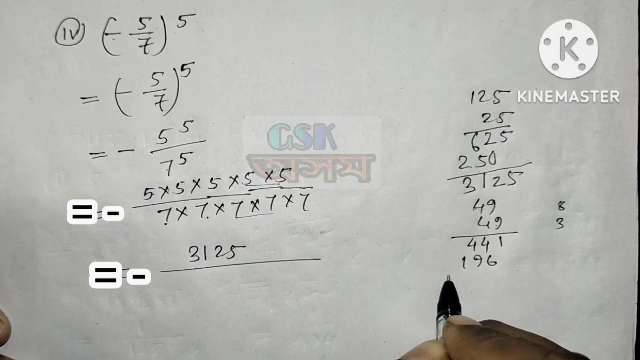 iv) (- 5/7)^5
= (- 5/7)^5
= - 5^5/7^5
= - 5×5×5×5×5 / 7×7×7×7×7
= - 3125
125
25
625
250
3125
49 8
49 3
441
196
KINEMASTER
GSK
অসম